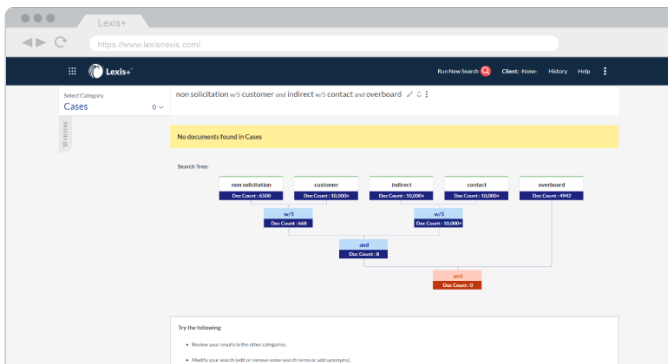 Lexis+
https://www.lexisnexis.com/
Lexis+ Run New Search Client: -None- History Help
Select Category
Cases 0
non solicitation w/5 customer and indirect w/5 contact and overboard
No documents found in Cases
Search Tree:
non solicitation customer indirect contact overboard
Doc Count : 6508 Doc Count : 10,000+ Doc Count : 10,000+ Doc Count : 10,000+ Doc Count : 4942
w/5 w/5
Doc Count : 668 Doc Count : 10,000+
and
Doc Count : 8
and
Doc Count : 0
Try the following:
• Review your results in the other categories.
• Modify your search (edit or remove some search terms or add synonyms).